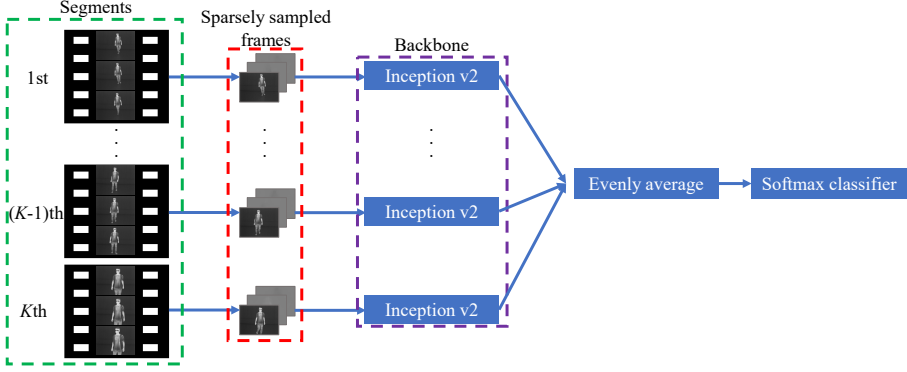 Segments
Sparsely sampled
frames
Backbone
1st
Inception v2
(K-1)th
Inception v2
Evenly average
Softmax classifier
Kth
Inception v2